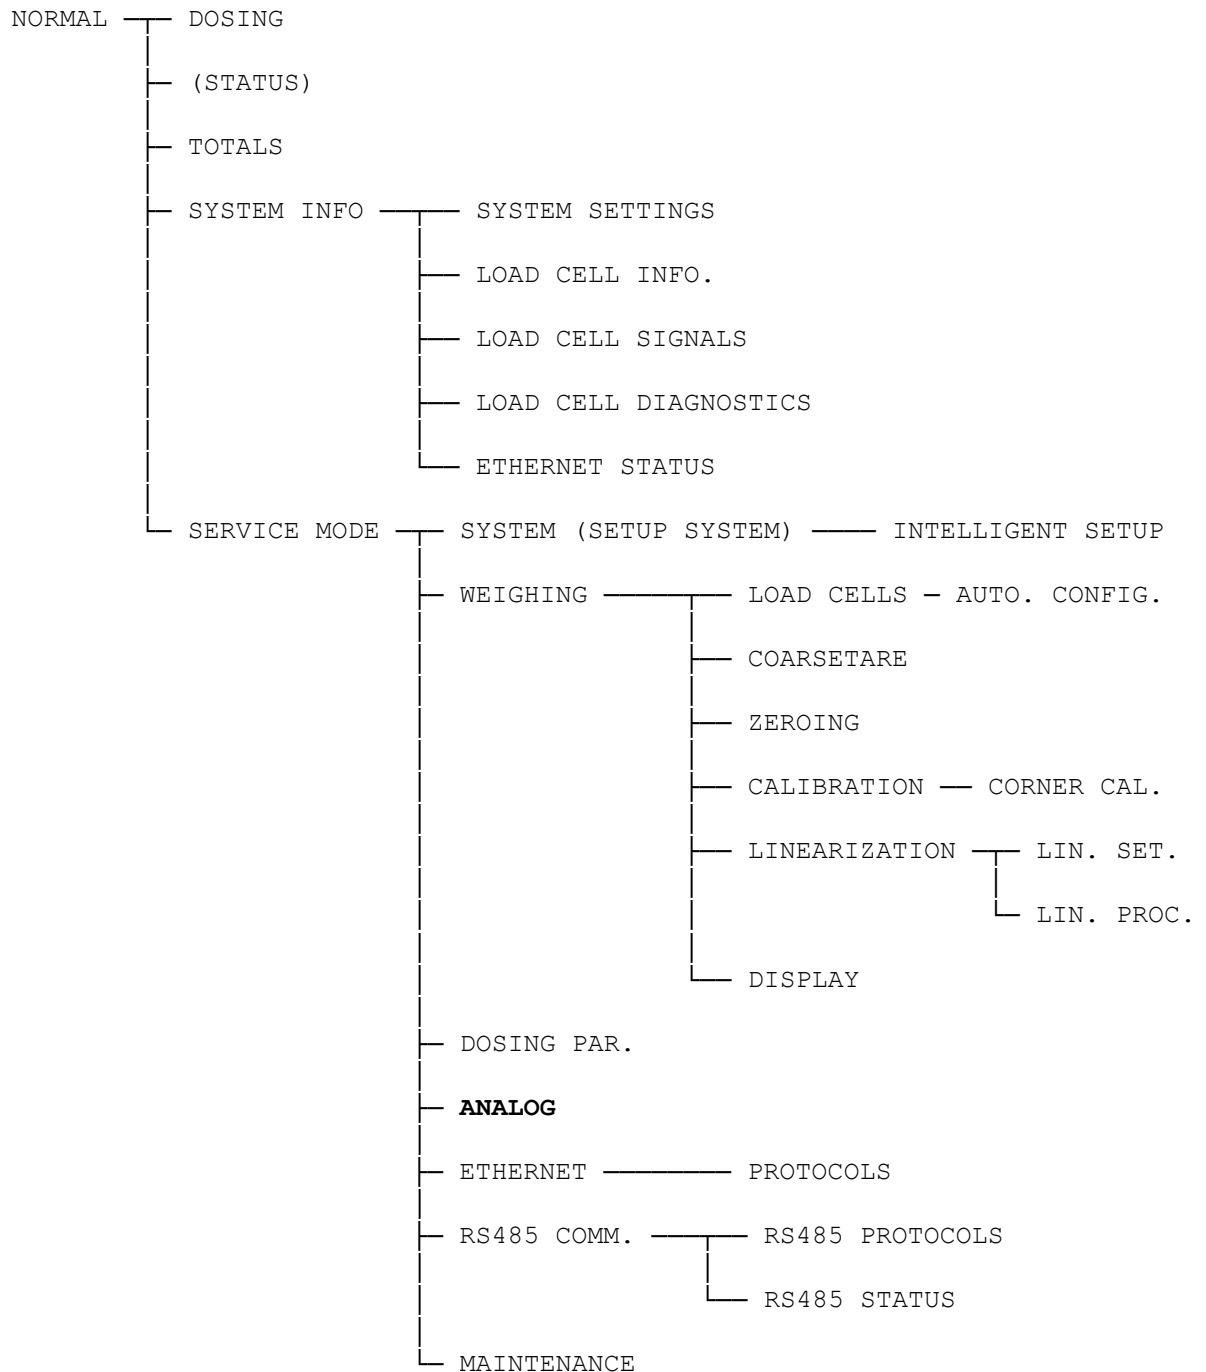 NORMAL DOSING
(STATUS)
TOTALS
SYSTEM INFO SYSTEM SETTINGS
LOAD CELL INFO.
LOAD CELL SIGNALS
LOAD CELL DIAGNOSTICS
ETHERNET STATUS
SERVICE MODE SYSTEM (SETUP SYSTEM) INTELLIGENT SETUP
WEIGHING LOAD CELLS AUTO. CONFIG.
COARSETARE
ZEROING
CALIBRATION CORNER CAL.
LINEARIZATION LIN. SET.
LIN. PROC.
DISPLAY
DOSING PAR.
ANALOG
ETHERNET PROTOCOLS
RS485 COMM. RS485 PROTOCOLS
RS485 STATUS
MAINTENANCE